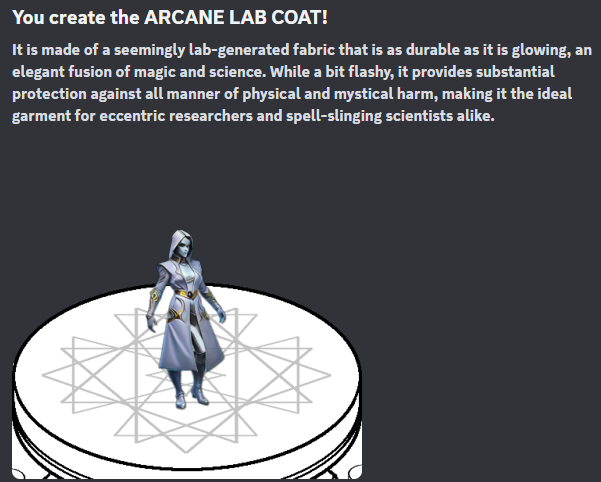 You create the ARCANE LAB COAT!
It is made of a seemingly lab-generated fabric that is as durable as it is glowing, an
elegant fusion of magic and science. While a bit flashy, it provides substantial
protection against all manner of physical and mystical harm, making it the ideal
garment for eccentric researchers and spell-slinging scientists alike.